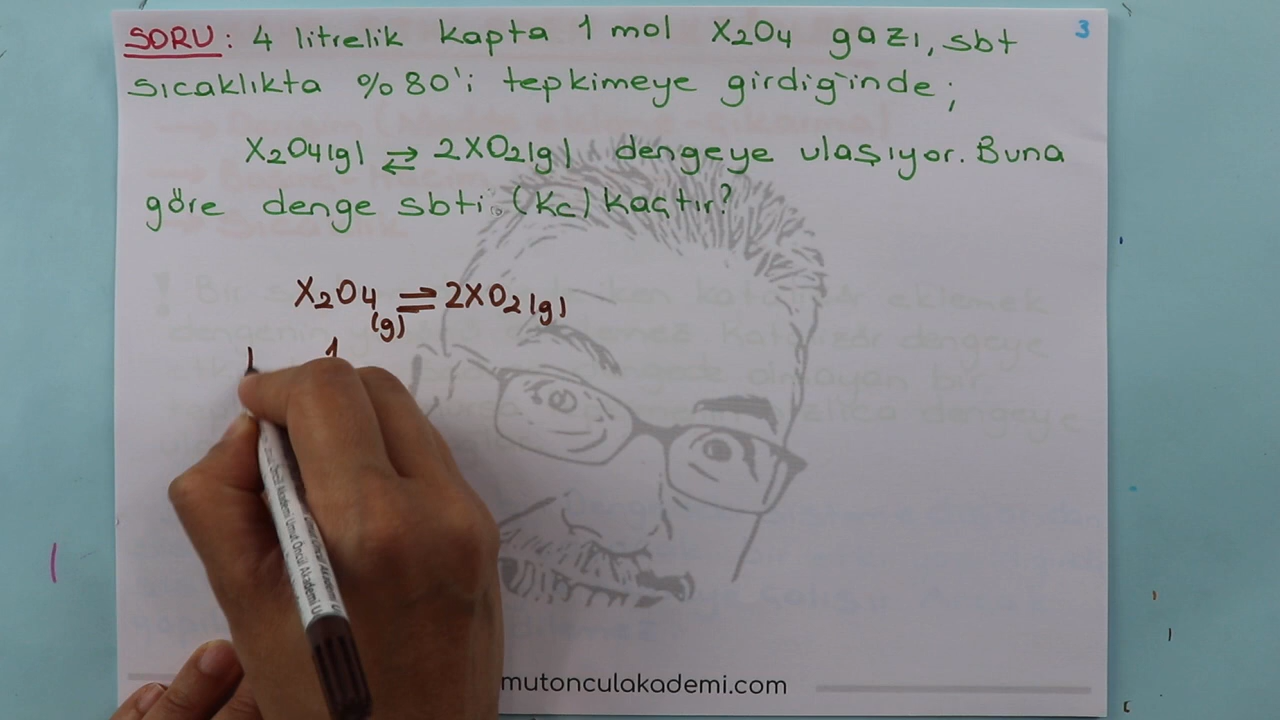 SORU: 4 litrelik kapta 1 mol X₂O₄ gazı, sbt 3
sıcaklıkta %80'i tepkimeye girdiğinde;
X₂O₄(g) ⇄ 2XO₂(g) dengeye ulaşıyor. Buna
göre denge sbti (Kc) kaçtır?
X₂O₄(g) ⇌ 2XO₂(g)
1
mutonculakademi.com